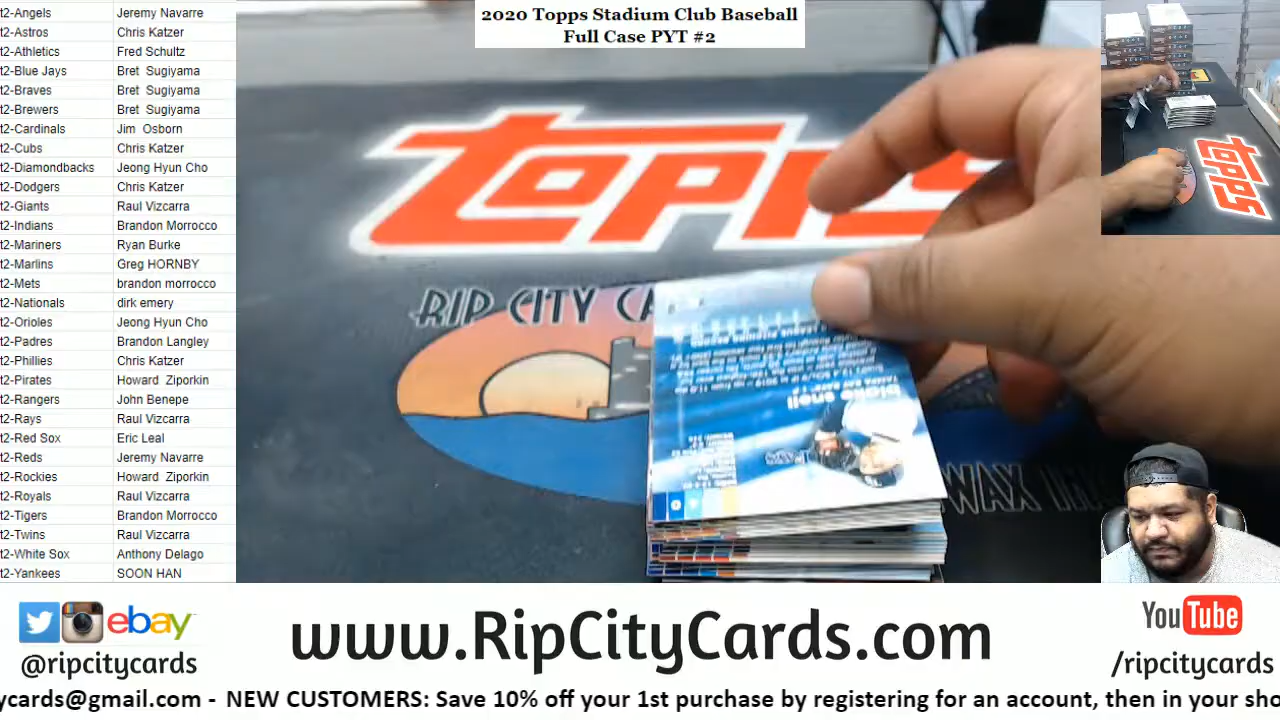 2020 Topps Stadium Club Baseball
Full Case PYT #2
t2-Angels Jeremy Navarre
t2-Astros Chris Katzer
t2-Athletics Fred Schultz
t2-Blue Jays Bret Sugiyama
t2-Braves Bret Sugiyama
t2-Brewers Bret Sugiyama
t2-Cardinals Jim Osborn
t2-Cubs Chris Katzer
t2-Diamondbacks Jeong Hyun Cho
t2-Dodgers Chris Katzer
t2-Giants Raul Vizcarra
t2-Indians Brandon Morrocco
t2-Mariners Ryan Burke
t2-Marlins Greg HORNBY
t2-Mets brandon morrocco
t2-Nationals dirk emery
t2-Orioles Jeong Hyun Cho
t2-Padres Brandon Langley
t2-Phillies Chris Katzer
t2-Pirates Howard Ziporkin
t2-Rangers John Benepe
t2-Rays Raul Vizcarra
t2-Red Sox Eric Leal
t2-Reds Jeremy Navarre
t2-Rockies Howard Ziporkin
t2-Royals Raul Vizcarra
t2-Tigers Brandon Morrocco
t2-Twins Raul Vizcarra
t2-White Sox Anthony Delago
t2-Yankees SOON HAN
TOPPS
RIP CITY CA
blake snell
WAX
TOPPS
ebay
@ripcitycards
www.RipCityCards.com
YouTube
/ripcitycards
ycards@gmail.com - NEW CUSTOMERS: Save 10% off your 1st purchase by registering for an account, then in your sho